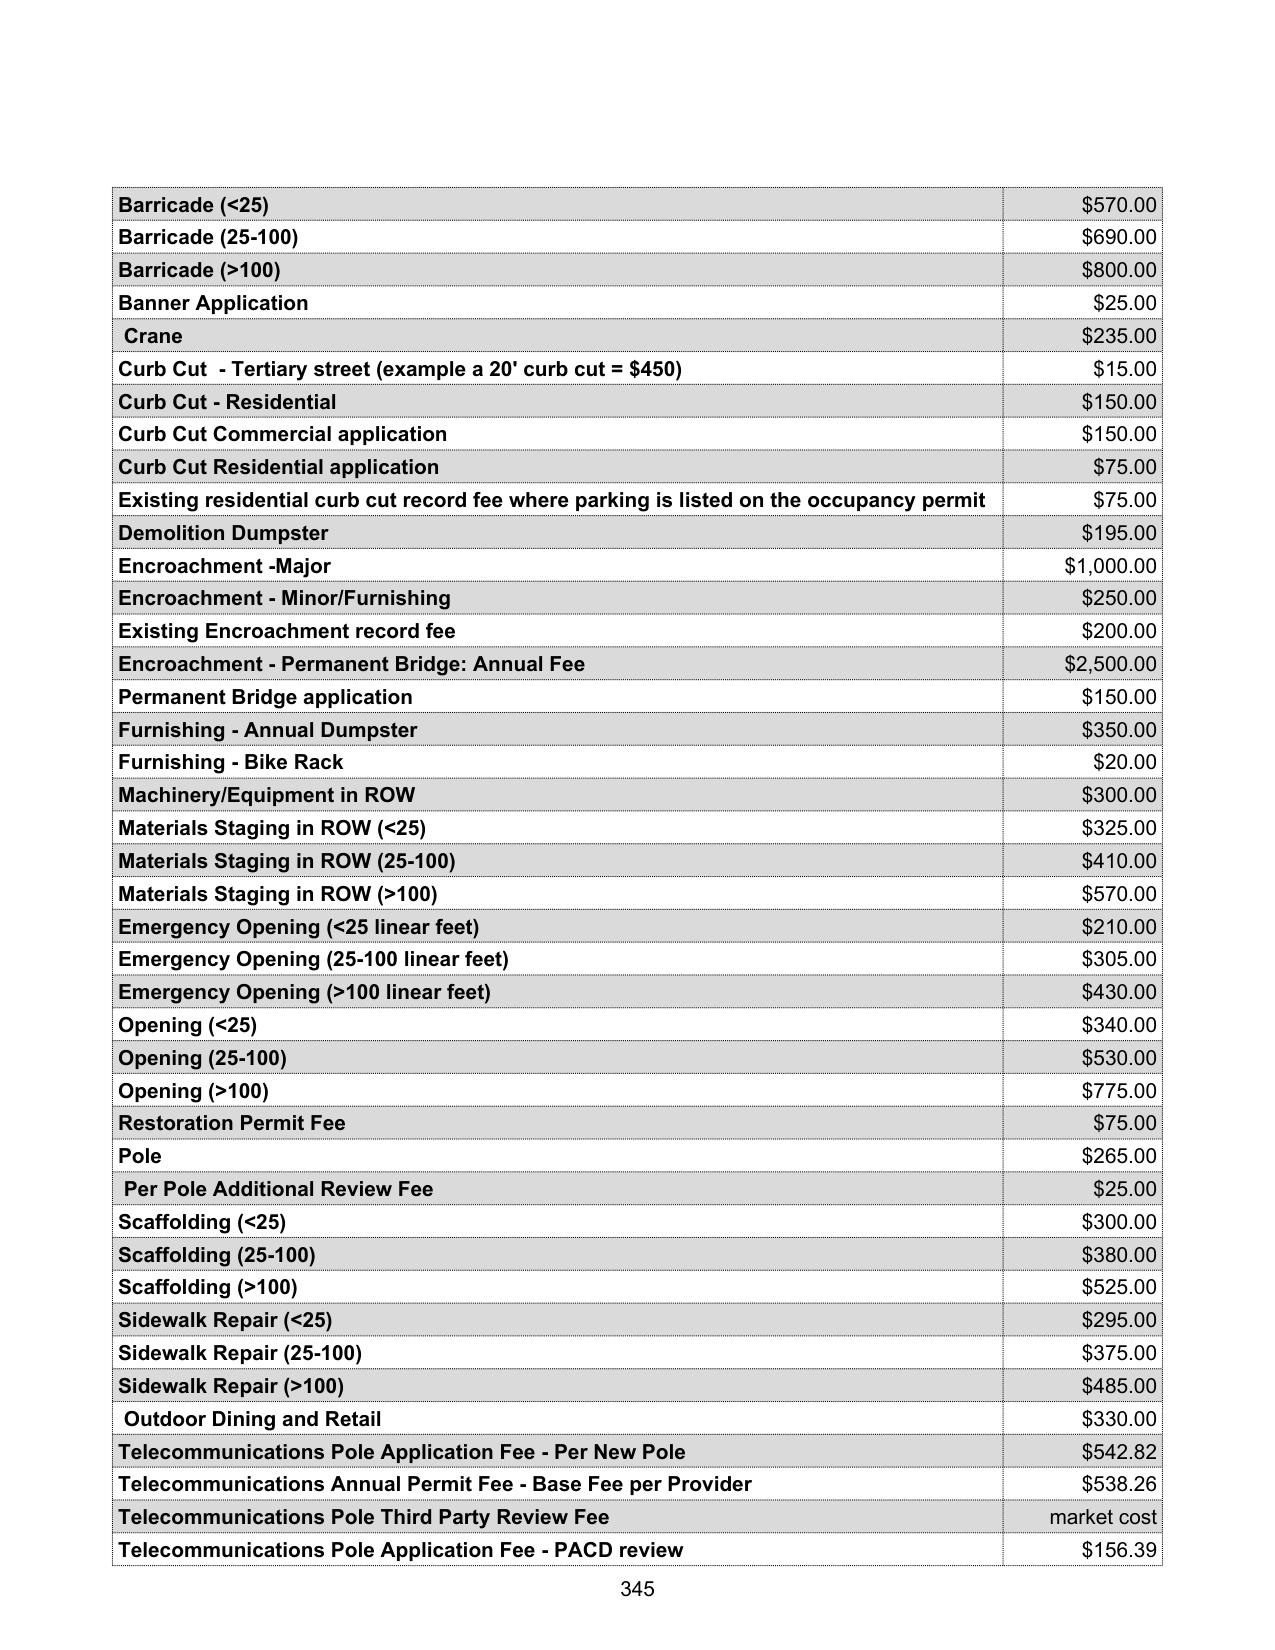 Barricade (<25) $570.00
Barricade (25-100) $690.00
Barricade (>100) $800.00
Banner Application $25.00
Crane $235.00
Curb Cut  - Tertiary street (example a 20' curb cut = $450) $15.00
Curb Cut - Residential $150.00
Curb Cut Commercial application $150.00
Curb Cut Residential application $75.00
Existing residential curb cut record fee where parking is listed on the occupancy permit $75.00
Demolition Dumpster $195.00
Encroachment -Major $1,000.00
Encroachment - Minor/Furnishing $250.00
Existing Encroachment record fee $200.00
Encroachment - Permanent Bridge: Annual Fee $2,500.00
Permanent Bridge application $150.00
Furnishing - Annual Dumpster $350.00
Furnishing - Bike Rack $20.00
Machinery/Equipment in ROW $300.00
Materials Staging in ROW (<25) $325.00
Materials Staging in ROW (25-100) $410.00
Materials Staging in ROW (>100) $570.00
Emergency Opening (<25 linear feet) $210.00
Emergency Opening (25-100 linear feet) $305.00
Emergency Opening (>100 linear feet) $430.00
Opening (<25) $340.00
Opening (25-100) $530.00
Opening (>100) $775.00
Restoration Permit Fee $75.00
Pole $265.00
Per Pole Additional Review Fee $25.00
Scaffolding (<25) $300.00
Scaffolding (25-100) $380.00
Scaffolding (>100) $525.00
Sidewalk Repair (<25) $295.00
Sidewalk Repair (25-100) $375.00
Sidewalk Repair (>100) $485.00
Outdoor Dining and Retail $330.00
Telecommunications Pole Application Fee - Per New Pole $542.82
Telecommunications Annual Permit Fee - Base Fee per Provider $538.26
Telecommunications Pole Third Party Review Fee market cost
Telecommunications Pole Application Fee - PACD review $156.39
345